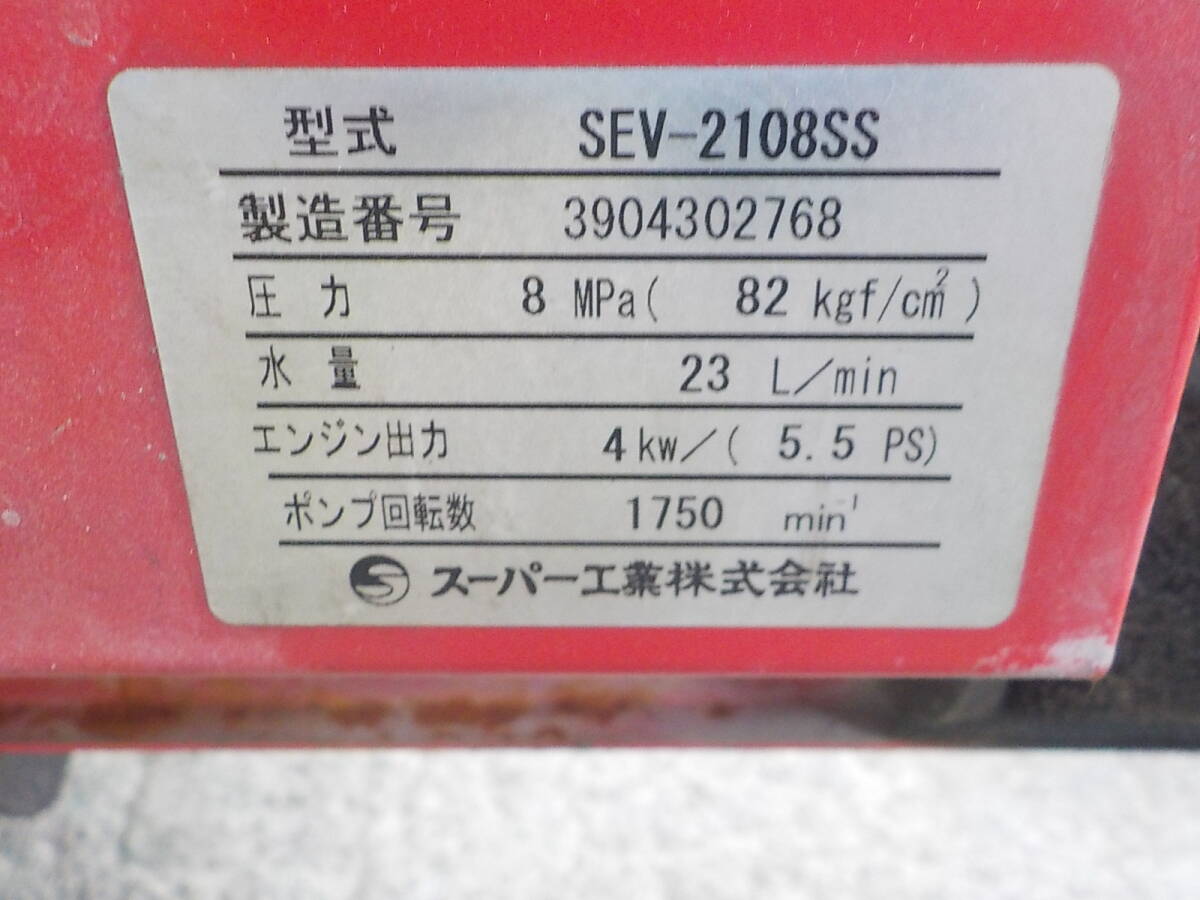 型式 SEV-2108SS
製造番号 3904302768
圧力 8 MPa( 82 kgf/cm²)
水量 23 L/min
エンジン出力 4kw/( 5.5 PS)
ポンプ回転数 1750 min⁻¹
スーパー工業株式会社